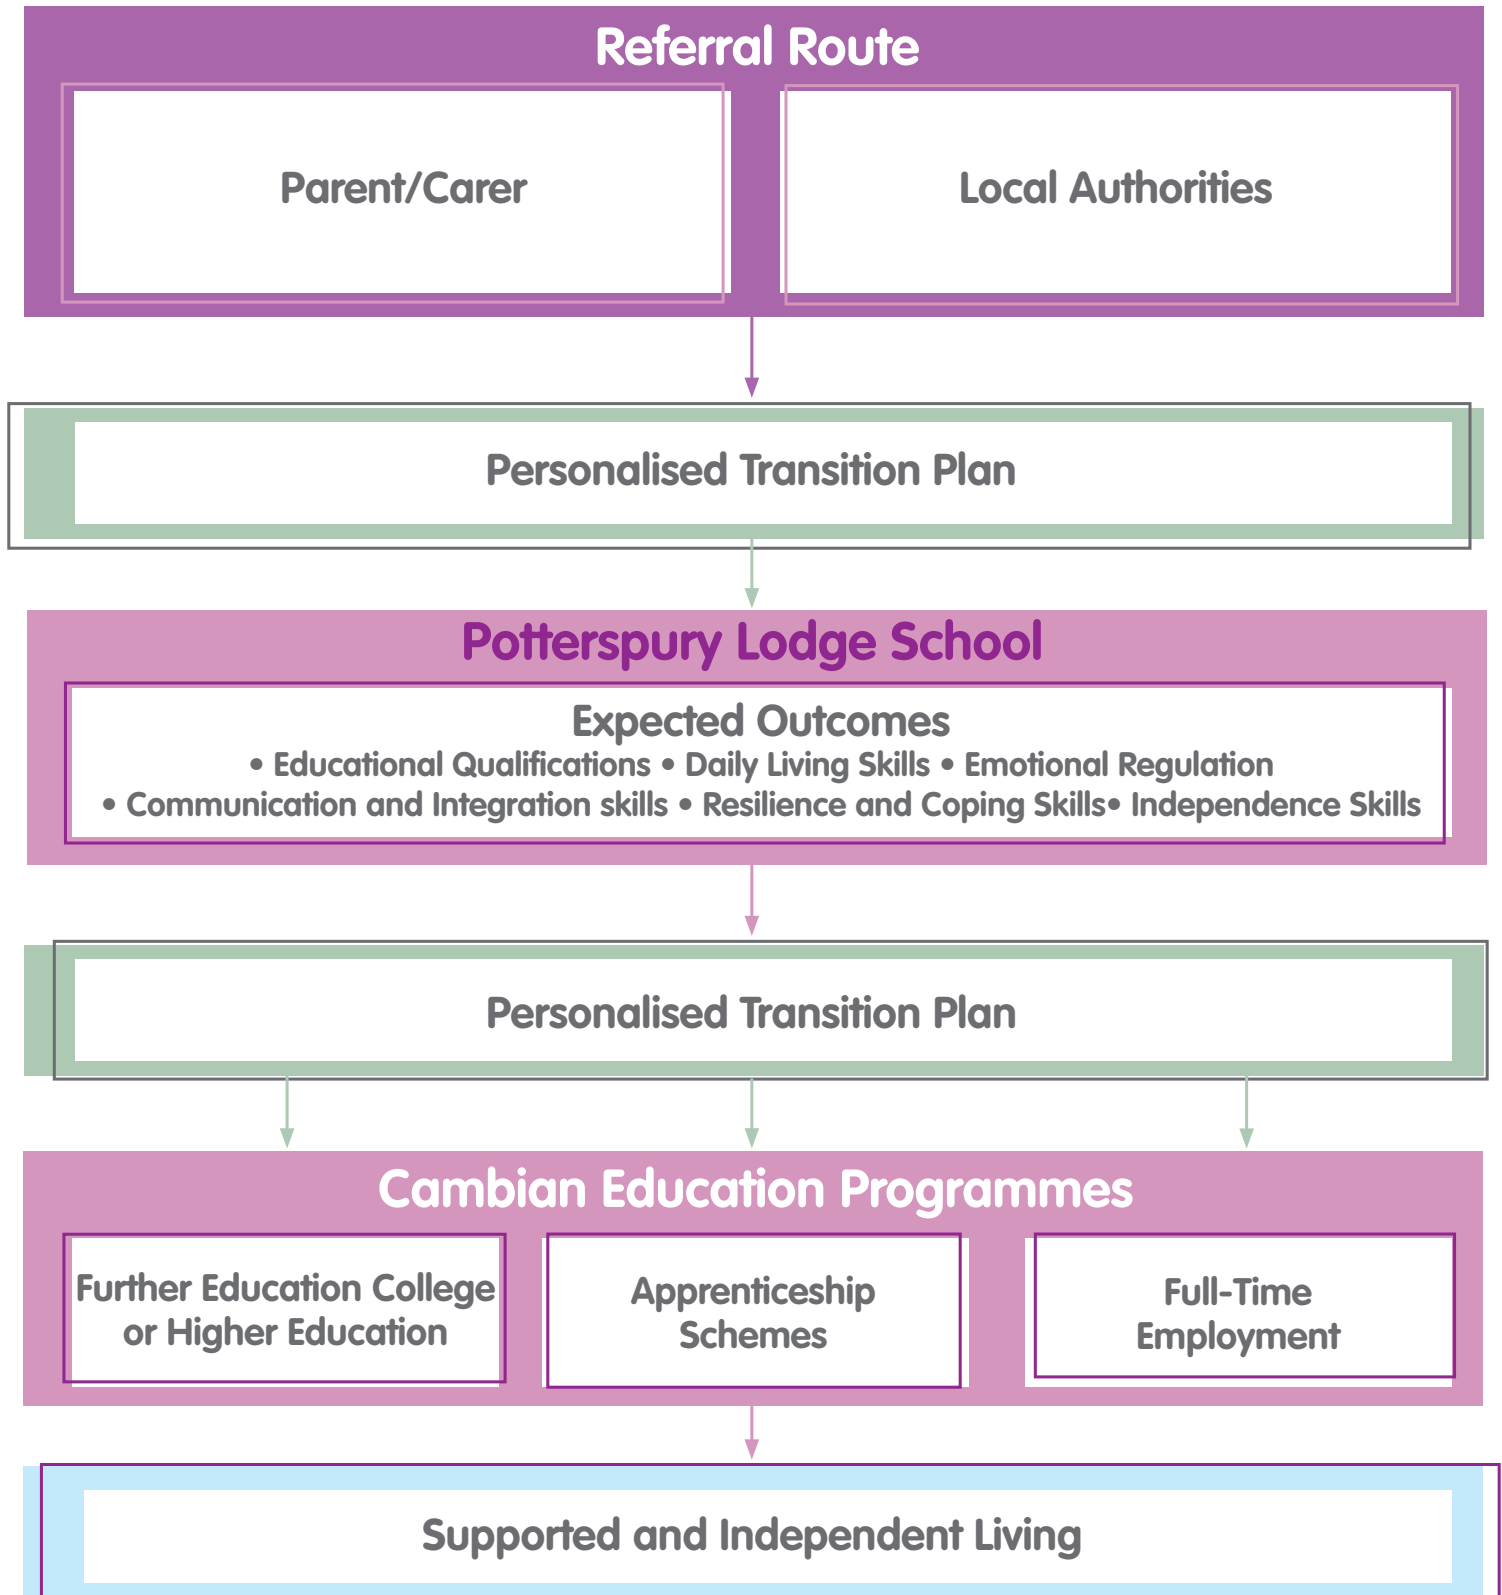 Referral Route
Parent/Carer
Local Authorities
Personalised Transition Plan
Potterspury Lodge School
Expected Outcomes
• Educational Qualifications • Daily Living Skills • Emotional Regulation
• Communication and Integration skills • Resilience and Coping Skills• Independence Skills
Personalised Transition Plan
Cambian Education Programmes
Further Education College
or Higher Education
Apprenticeship
Schemes
Full-Time
Employment
Supported and Independent Living